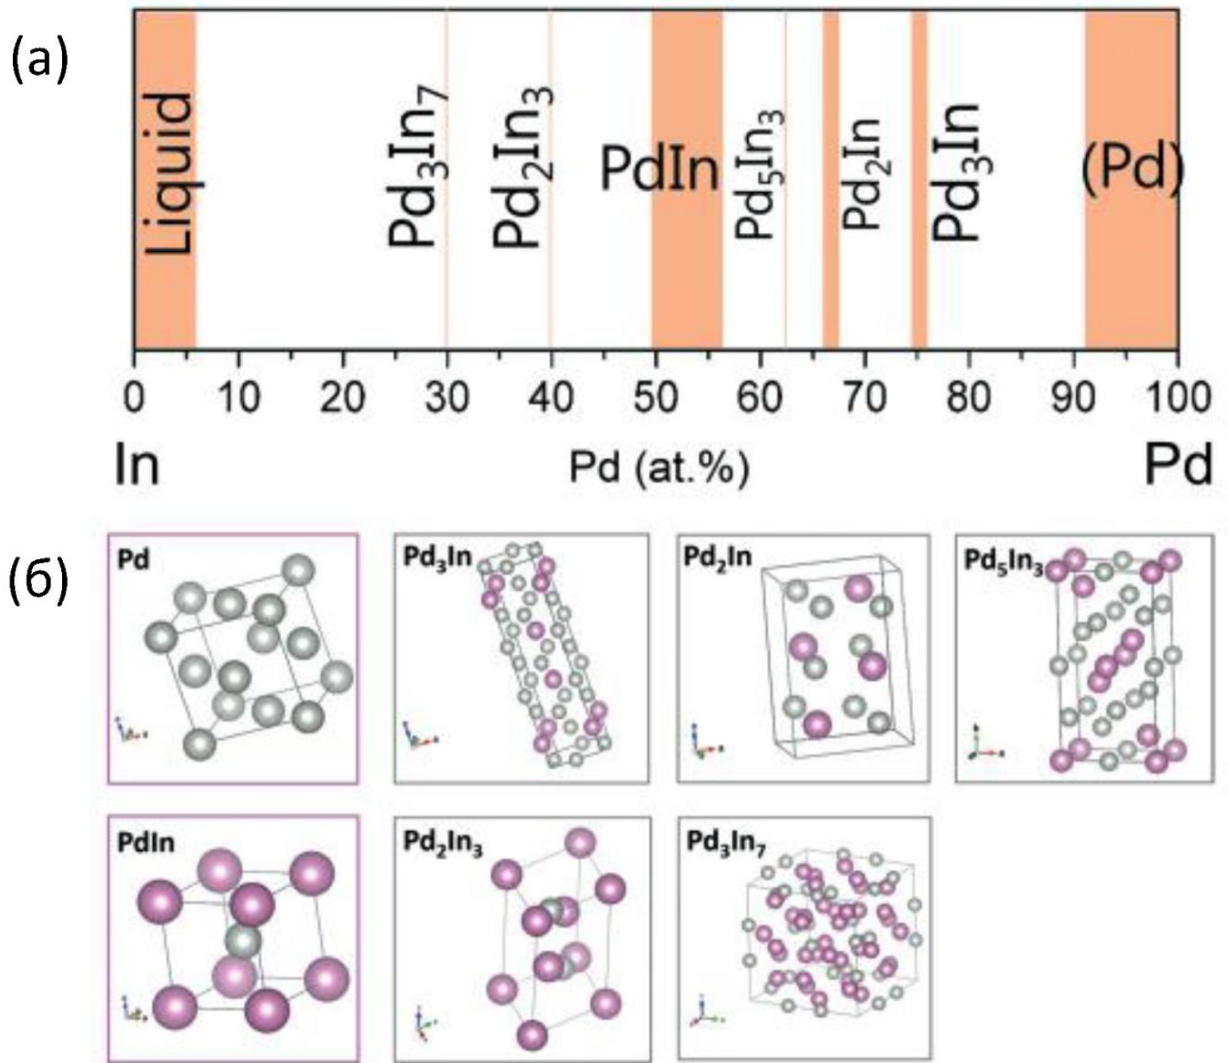 (a)
Liquid
Pd₃In₇
Pd₂In₃
PdIn
Pd₅In₃
Pd₂In
Pd₃In
(Pd)
0 10 20 30 40 50 60 70 80 90 100
In Pd (at.%) Pd
(б)
Pd Pd₃In Pd₂In Pd₅In₃
PdIn Pd₂In₃ Pd₃In₇